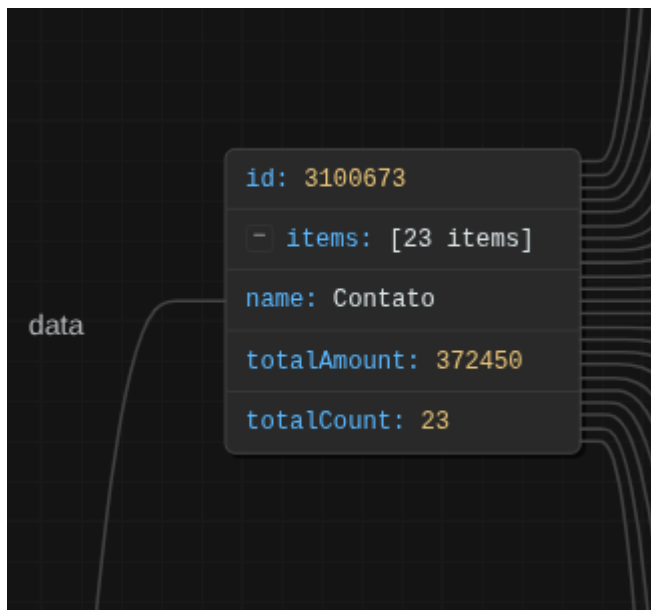 id: 3100673
− items: [23 items]
name: Contato
data
totalAmount: 372450
totalCount: 23